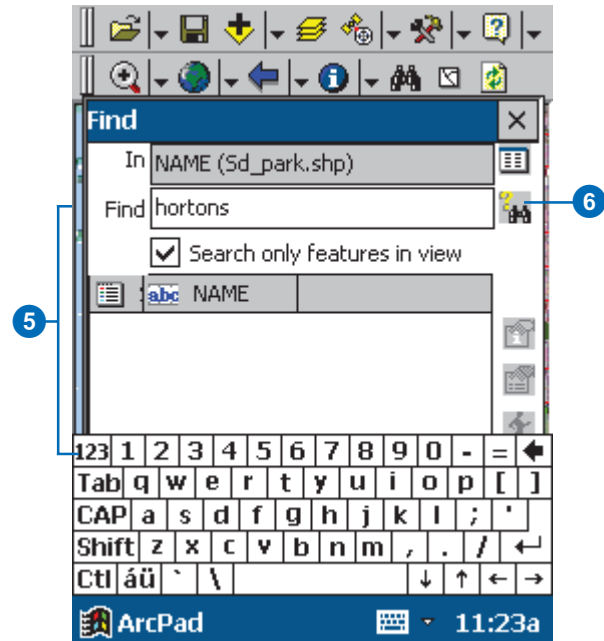 Find
In NAME (Sd_park.shp)
Find hortons
6
Search only features in view
abc NAME
5
123 1 2 3 4 5 6 7 8 9 0 - =
Tab q w e r t y u i o p [ ]
CAP a s d f g h j k l ; '
Shift z x c v b n m , . /
Ctl áü ` \
ArcPad 11:23a